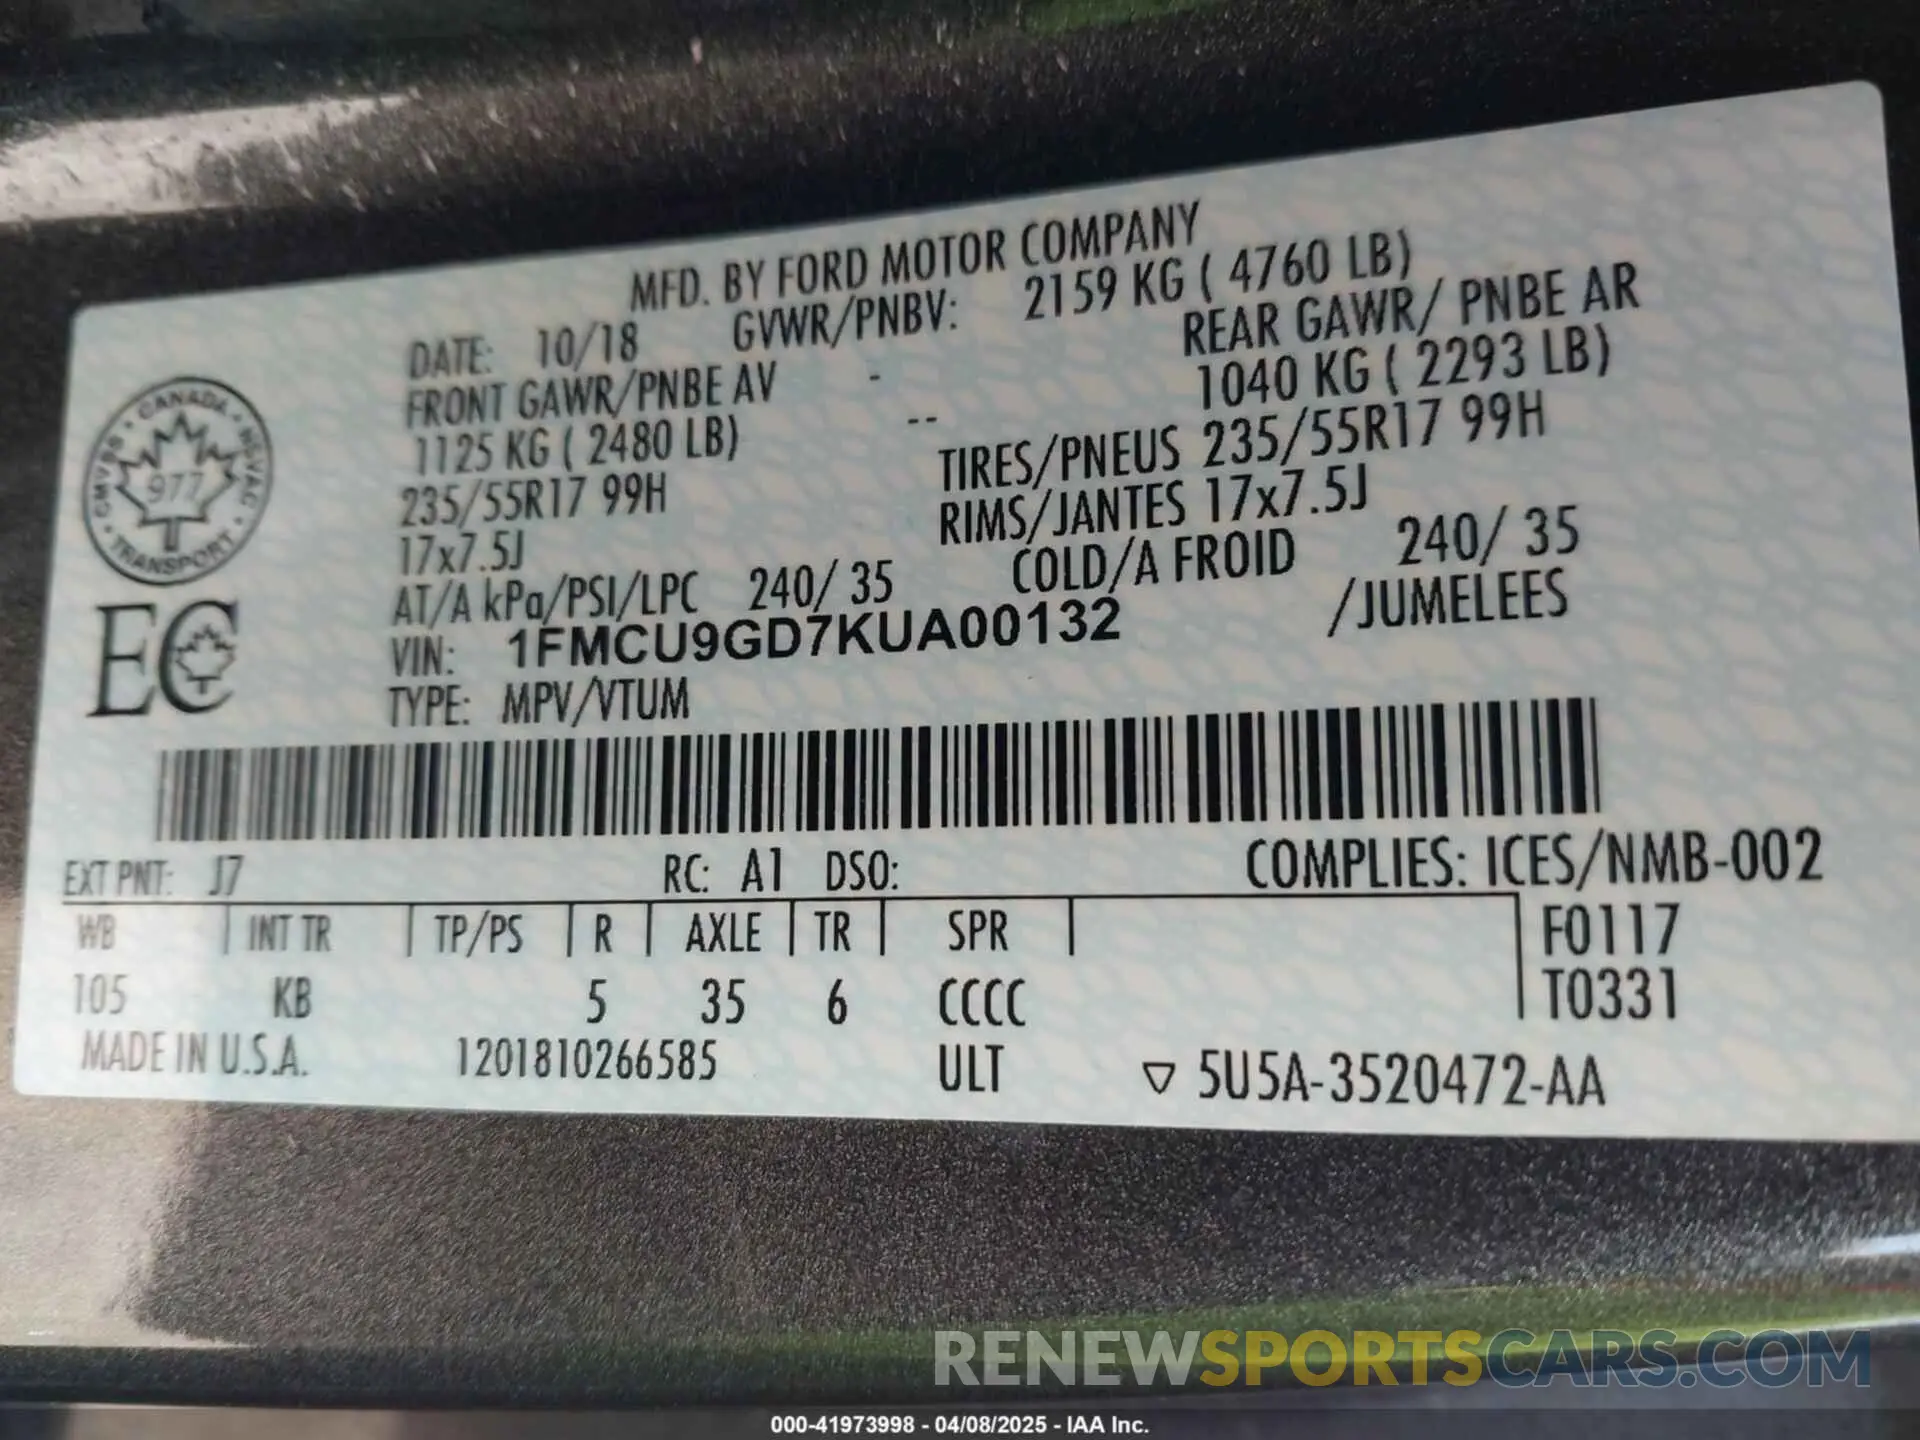 MFD. BY FORD MOTOR COMPANY
DATE: 10/18 GVWR/PNBV: 2159 KG ( 4760 LB)
FRONT GAWR/PNBE AV - REAR GAWR/ PNBE AR
1125 KG ( 2480 LB) -- 1040 KG ( 2293 LB)
235/55R17 99H TIRES/PNEUS 235/55R17 99H
17x7.5J RIMS/JANTES 17x7.5J
AT/A kPa/PSI/LPC 240/ 35 COLD/A FROID 240/ 35
VIN: 1FMCU9GD7KUA00132 /JUMELEES
TYPE: MPV/VTUM
CANADA
CMVSS NSVAC
977
TRANSPORT
EC
EXT PNT: J7 RC: A1 DSO: COMPLIES: ICES/NMB-002
WB INT TR TP/PS R AXLE TR SPR F0117
105 KB 5 35 6 CCCC T0331
MADE IN U.S.A. 1201810266585 ULT ▽ 5U5A-3520472-AA
RENEWSPORTSCARS.COM
000-41973998 - 04/08/2025 - IAA Inc.